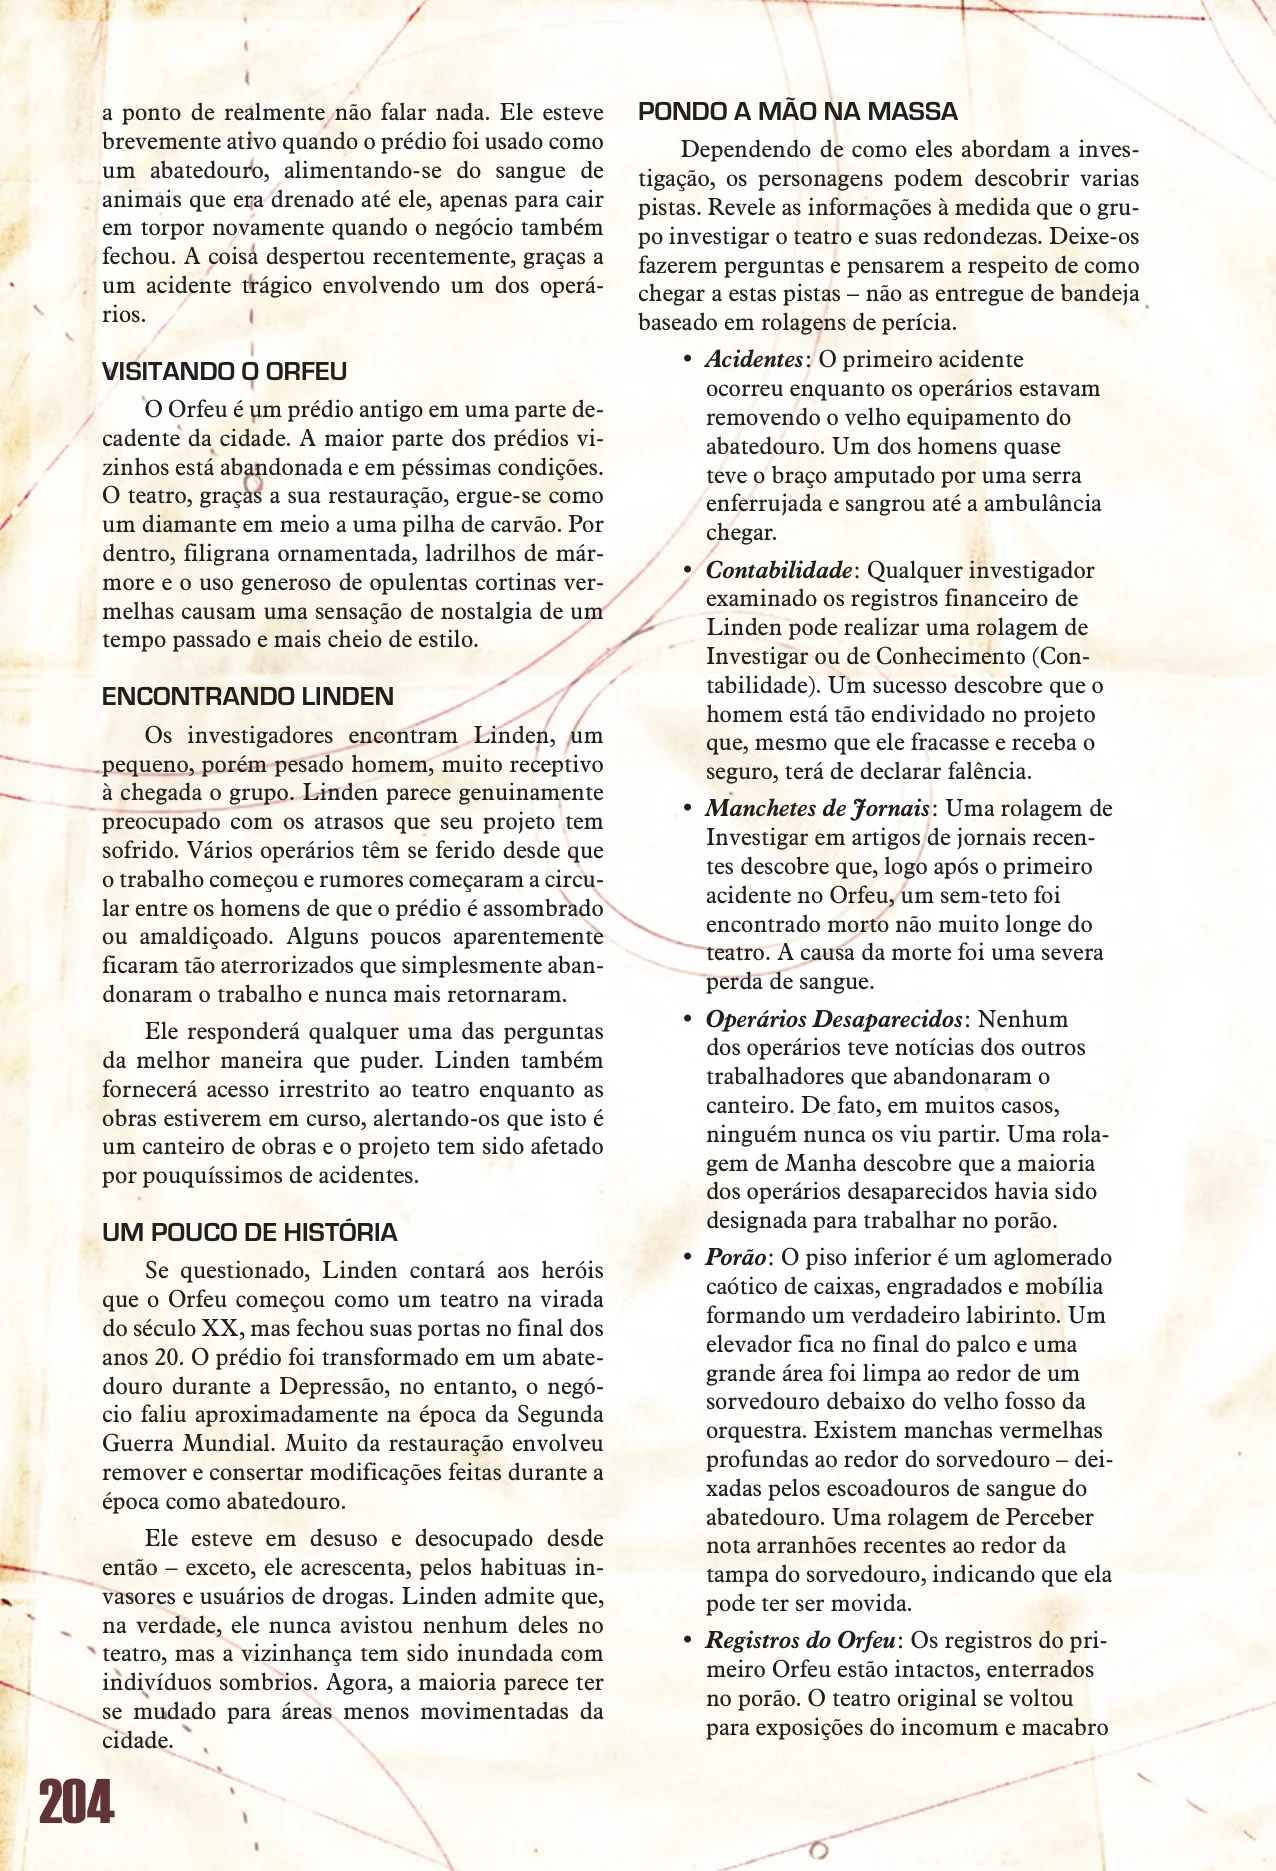 a ponto de realmente não falar nada. Ele esteve
brevemente ativo quando o prédio foi usado como
um abatedouro, alimentando-se do sangue de
animais que era drenado até ele, apenas para cair
em torpor novamente quando o negócio também
fechou. A coisa despertou recentemente, graças a
um acidente trágico envolvendo um dos operá-
rios.
VISITANDO O ORFEU
O Orfeu é um prédio antigo em uma parte de-
cadente da cidade. A maior parte dos prédios vi-
zinhos está abandonada e em péssimas condições.
O teatro, graças a sua restauração, ergue-se como
um diamante em meio a uma pilha de carvão. Por
dentro, filigrana ornamentada, ladrilhos de már-
more e o uso generoso de opulentas cortinas ver-
melhas causam uma sensação de nostalgia de um
tempo passado e mais cheio de estilo.
ENCONTRANDO LINDEN
Os investigadores encontram Linden, um
pequeno, porém pesado homem, muito receptivo
à chegada o grupo. Linden parece genuinamente
preocupado com os atrasos que seu projeto tem
sofrido. Vários operários têm se ferido desde que
o trabalho começou e rumores começaram a circu-
lar entre os homens de que o prédio é assombrado
ou amaldiçoado. Alguns poucos aparentemente
ficaram tão aterrorizados que simplesmente aban-
donaram o trabalho e nunca mais retornaram.
Ele responderá qualquer uma das perguntas
da melhor maneira que puder. Linden também
fornecerá acesso irrestrito ao teatro enquanto as
obras estiverem em curso, alertando-os que isto é
um canteiro de obras e o projeto tem sido afetado
por pouquíssimos de acidentes.
UM POUCO DE HISTÓRIA
Se questionado, Linden contará aos heróis
que o Orfeu começou como um teatro na virada
do século XX, mas fechou suas portas no final dos
anos 20. O prédio foi transformado em um abate-
douro durante a Depressão, no entanto, o negó-
cio faliu aproximadamente na época da Segunda
Guerra Mundial. Muito da restauração envolveu
remover e consertar modificações feitas durante a
época como abatedouro.
Ele esteve em desuso e desocupado desde
então – exceto, ele acrescenta, pelos habituas in-
vasores e usuários de drogas. Linden admite que,
na verdade, ele nunca avistou nenhum deles no
teatro, mas a vizinhança tem sido inundada com
indivíduos sombrios. Agora, a maioria parece ter
se mudado para áreas menos movimentadas da
cidade.
PONDO A MÃO NA MASSA
Dependendo de como eles abordam a inves-
tigação, os personagens podem descobrir varias
pistas. Revele as informações à medida que o gru-
po investigar o teatro e suas redondezas. Deixe-os
fazerem perguntas e pensarem a respeito de como
chegar a estas pistas – não as entregue de bandeja
baseado em rolagens de perícia.
• Acidentes: O primeiro acidente
ocorreu enquanto os operários estavam
removendo o velho equipamento do
abatedouro. Um dos homens quase
teve o braço amputado por uma serra
enferrujada e sangrou até a ambulância
chegar.
• Contabilidade: Qualquer investigador
examinado os registros financeiro de
Linden pode realizar uma rolagem de
Investigar ou de Conhecimento (Con-
tabilidade). Um sucesso descobre que o
homem está tão endividado no projeto
que, mesmo que ele fracasse e receba o
seguro, terá de declarar falência.
• Manchetes de Jornais: Uma rolagem de
Investigar em artigos de jornais recen-
tes descobre que, logo após o primeiro
acidente no Orfeu, um sem-teto foi
encontrado morto não muito longe do
teatro. A causa da morte foi uma severa
perda de sangue.
• Operários Desaparecidos: Nenhum
dos operários teve notícias dos outros
trabalhadores que abandonaram o
canteiro. De fato, em muitos casos,
ninguém nunca os viu partir. Uma rola-
gem de Manha descobre que a maioria
dos operários desaparecidos havia sido
designada para trabalhar no porão.
• Porão: O piso inferior é um aglomerado
caótico de caixas, engradados e mobília
formando um verdadeiro labirinto. Um
elevador fica no final do palco e uma
grande área foi limpa ao redor de um
sorvedouro debaixo do velho fosso da
orquestra. Existem manchas vermelhas
profundas ao redor do sorvedouro – dei-
xadas pelos escoadouros de sangue do
abatedouro. Uma rolagem de Perceber
nota arranhões recentes ao redor da
tampa do sorvedouro, indicando que ela
pode ter ser movida.
• Registros do Orfeu: Os registros do pri-
meiro Orfeu estão intactos, enterrados
no porão. O teatro original se voltou
para exposições do incomum e macabro
204